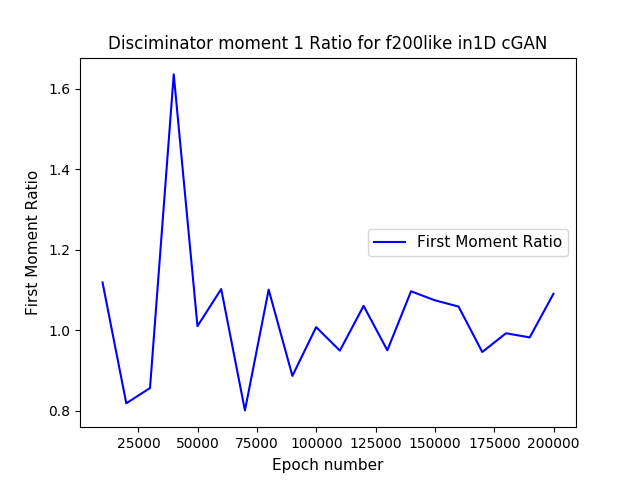 Disciminator moment 1 Ratio for f200like in1D cGAN
1.6
1.4
1.2
1.0
0.8
First Moment Ratio
First Moment Ratio
25000 50000 75000 100000 125000 150000 175000 200000
Epoch number